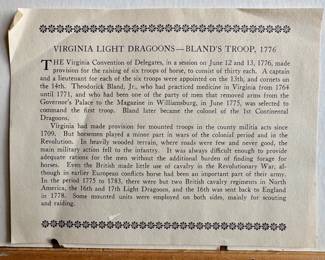 VIRGINIA LIGHT DRAGOONS—BLAND'S TROOP, 1776
THE Virginia Convention of Delegates, in a session on June 12 and 13, 1776, made
provision for the raising of six troops of horse, to consist of thirty each. A captain
and a lieutenant for each of the six troops were appointed on the 13th, and cornets on
the 14th. Theodorick Bland, Jr., who had practiced medicine in Virginia from 1764
until 1771, and who had been one of the party of men that removed arms from the
Governor's Palace to the Magazine in Williamsburg, in June 1775, was selected to
command the first troop. Bland later became the colonel of the 1st Continental
Dragoons.
Virginia had made provision for mounted troops in the county militia acts since
1709. But horsemen played a minor part in wars of the colonial period and in the
Revolution. In heavily wooded terrain, where roads were few and never good, the
main military action fell to the infantry. It was always difficult enough to provide
adequate rations for the men without the additional burden of finding forage for
horses. Even the British made little use of cavalry in the Revolutionary War, al-
though in earlier European conflicts horse had been an important part of their army.
In the period 1775 to 1783, there were but two British cavalry regiments in North
America, the 16th and 17th Light Dragoon, and the 16th was sent back to England
in 1778. Some mounted units were employed on both sides, mainly for scouting
and raiding.